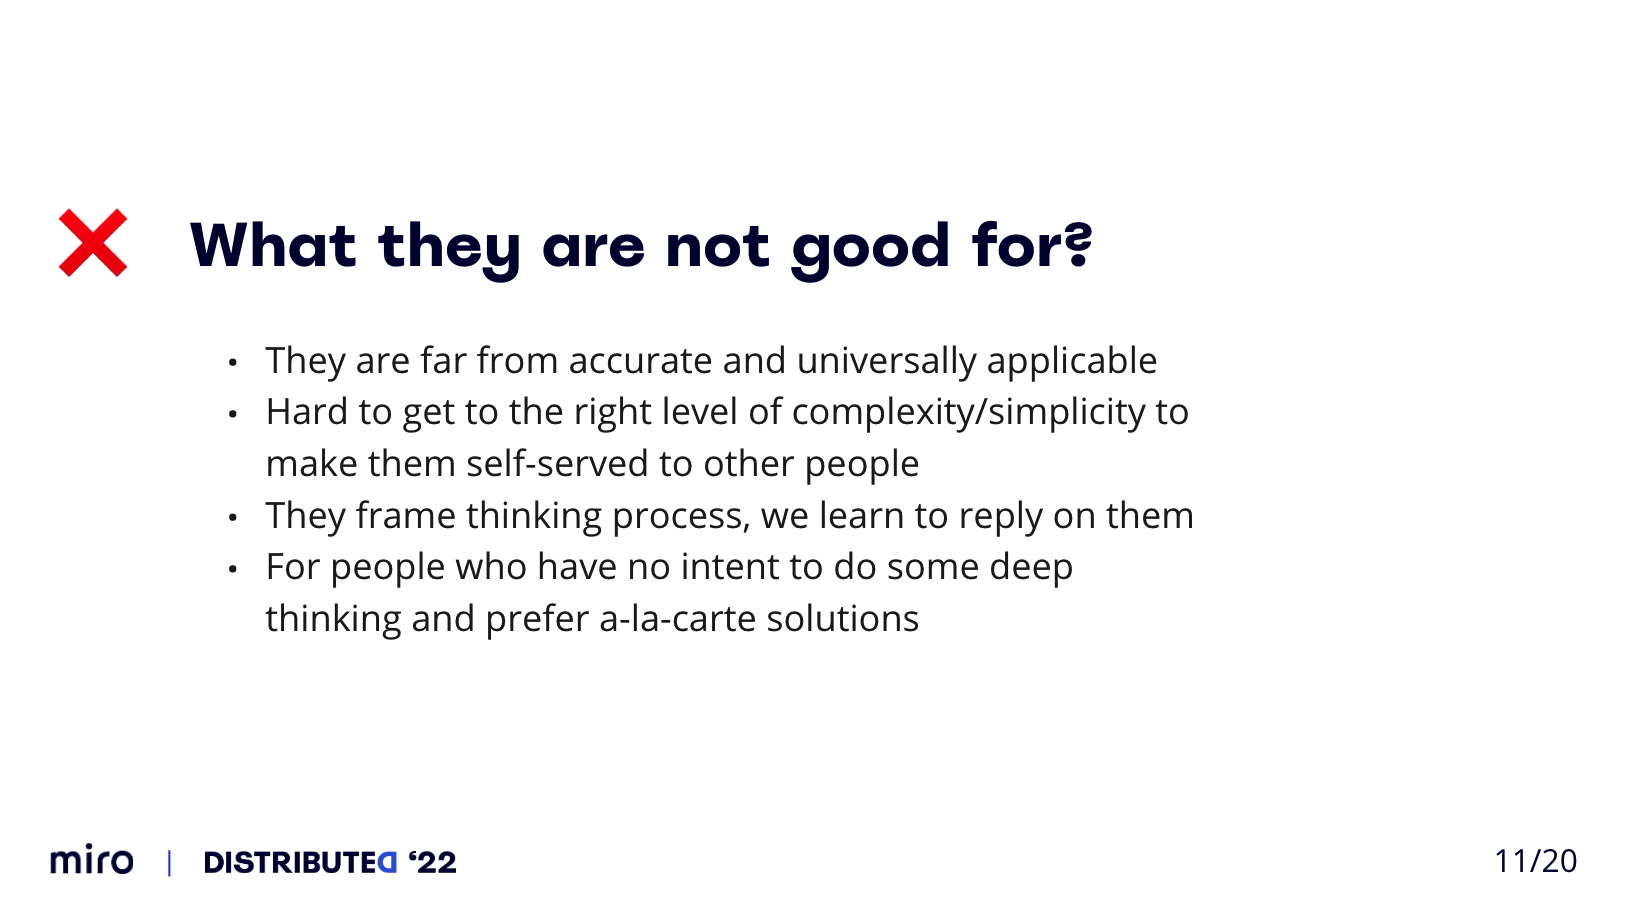 What they are not good for?
• They are far from accurate and universally applicable
• Hard to get to the right level of complexity/simplicity to
make them self-served to other people
• They frame thinking process, we learn to reply on them
• For people who have no intent to do some deep
thinking and prefer a-la-carte solutions
miro | DISTRIBUTED ‘22
11/20